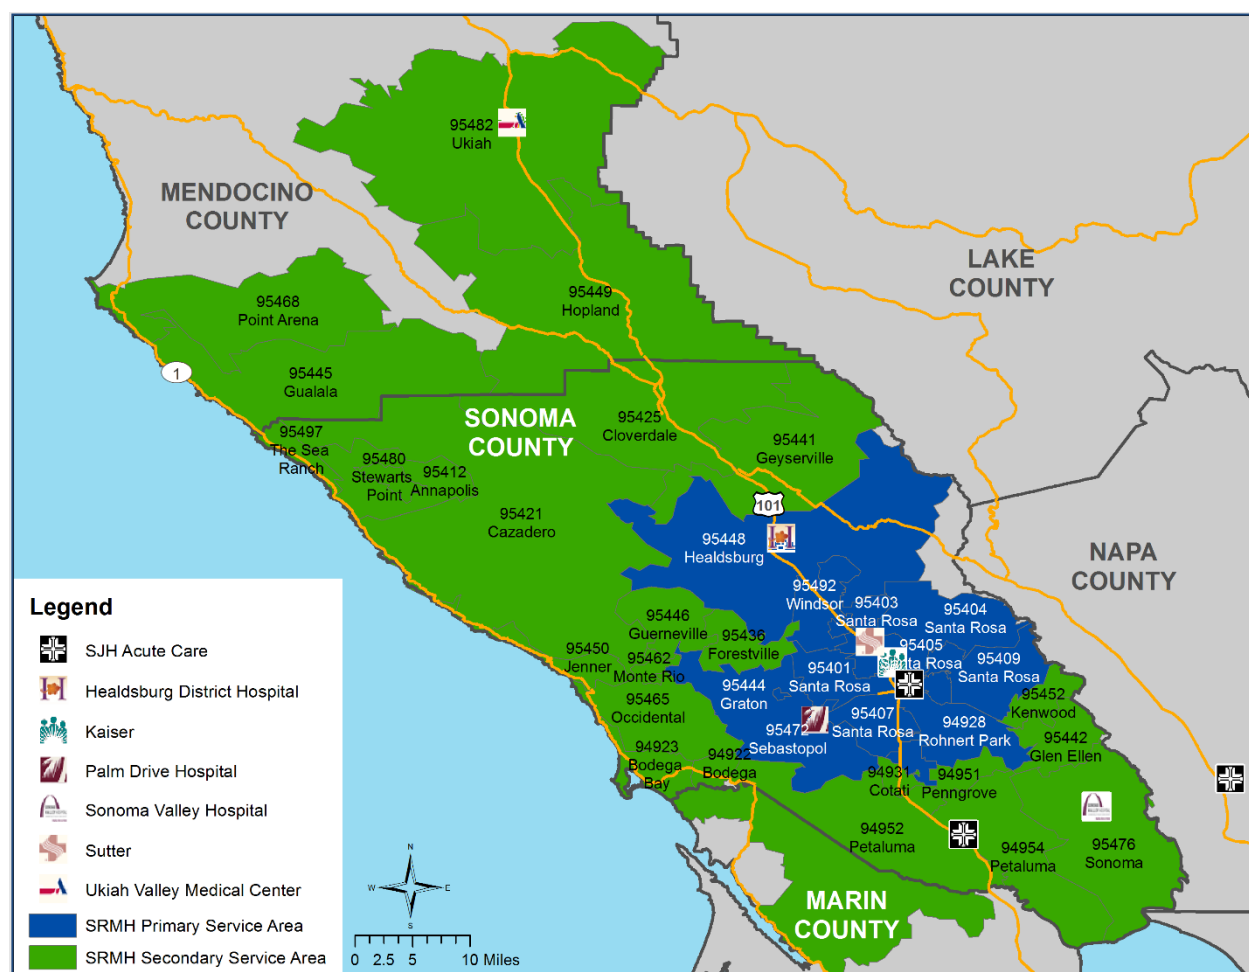 95482
Ukiah
MENDOCINO
COUNTY
LAKE
COUNTY
95468
Point Arena
95449
Hopland
1
95445
Gualala
SONOMA
COUNTY
95425
Cloverdale
95441
Geyserville
95497
The Sea
Ranch
95480
Stewarts
Point
95412
Annapolis
95421
Cazadero
101
95448
Healdsburg
NAPA
COUNTY
95492
Windsor
95403
Santa Rosa
95404
Santa Rosa
95446
Guerneville
95436
Forestville
95405
Santa Rosa
95409
Santa Rosa
95450
Jenner
95462
Monte Rio
95401
Santa Rosa
95444
Graton
95452
Kenwood
95465
Occidental
95472
Sebastopol
95407
Santa Rosa
94928
Rohnert Park
95442
Glen Ellen
94923
Bodega
Bay
94922
Bodega
94931
Cotati
94951
Penngrove
94952
Petaluma
94954
Petaluma
95476
Sonoma
MARIN
COUNTY
Legend
SJH Acute Care
Healdsburg District Hospital
Kaiser
Palm Drive Hospital
Sonoma Valley Hospital
Sutter
Ukiah Valley Medical Center
SRMH Primary Service Area
SRMH Secondary Service Area
N
W E
S
0 2.5 5 10 Miles